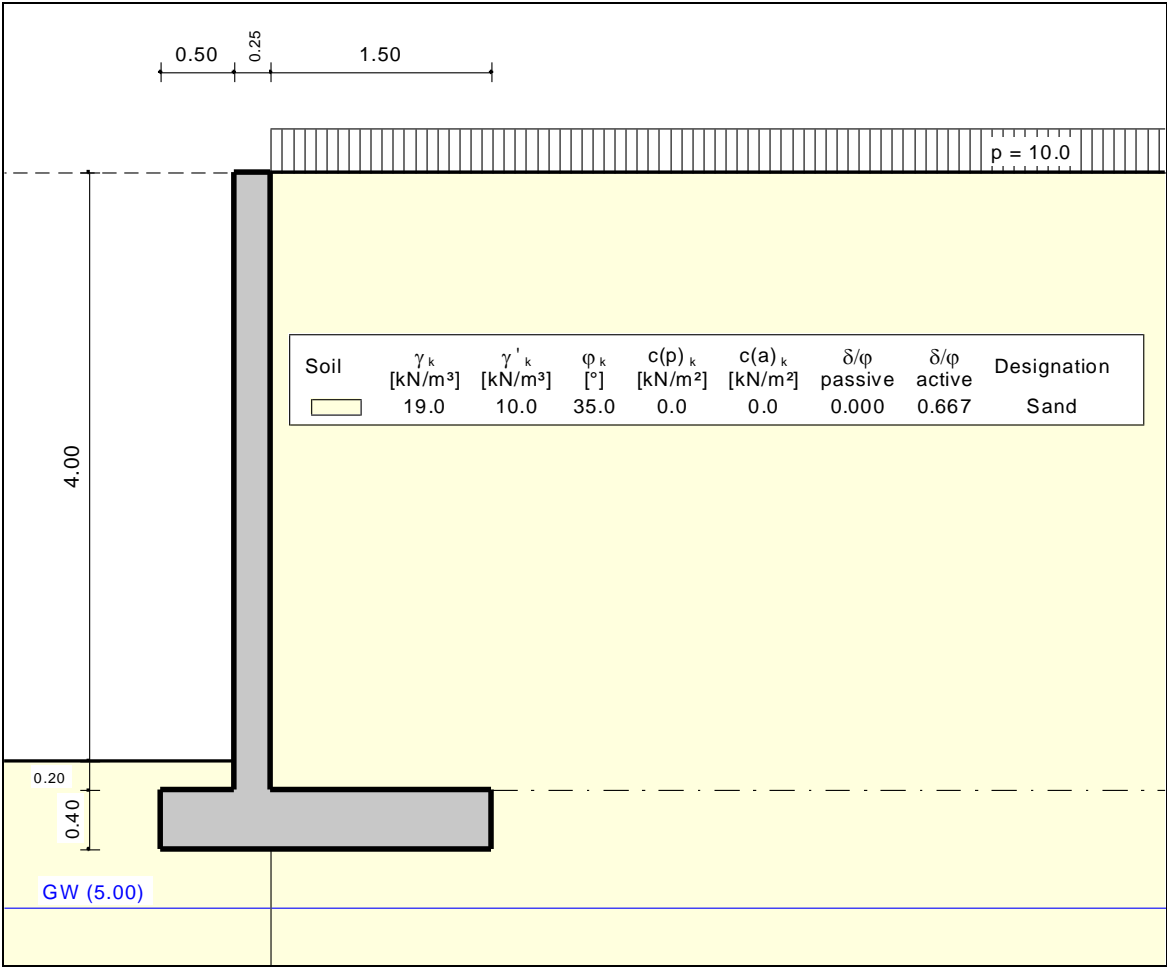 0.50 0.25 1.50
p = 10.0
Soil γ k γ ' k φ k c(p) k c(a) k δ/φ δ/φ Designation
[kN/m³] [kN/m³] [°] [kN/m²] [kN/m²] passive active
19.0 10.0 35.0 0.0 0.0 0.000 0.667 Sand
4.00
0.20
0.40
GW (5.00)